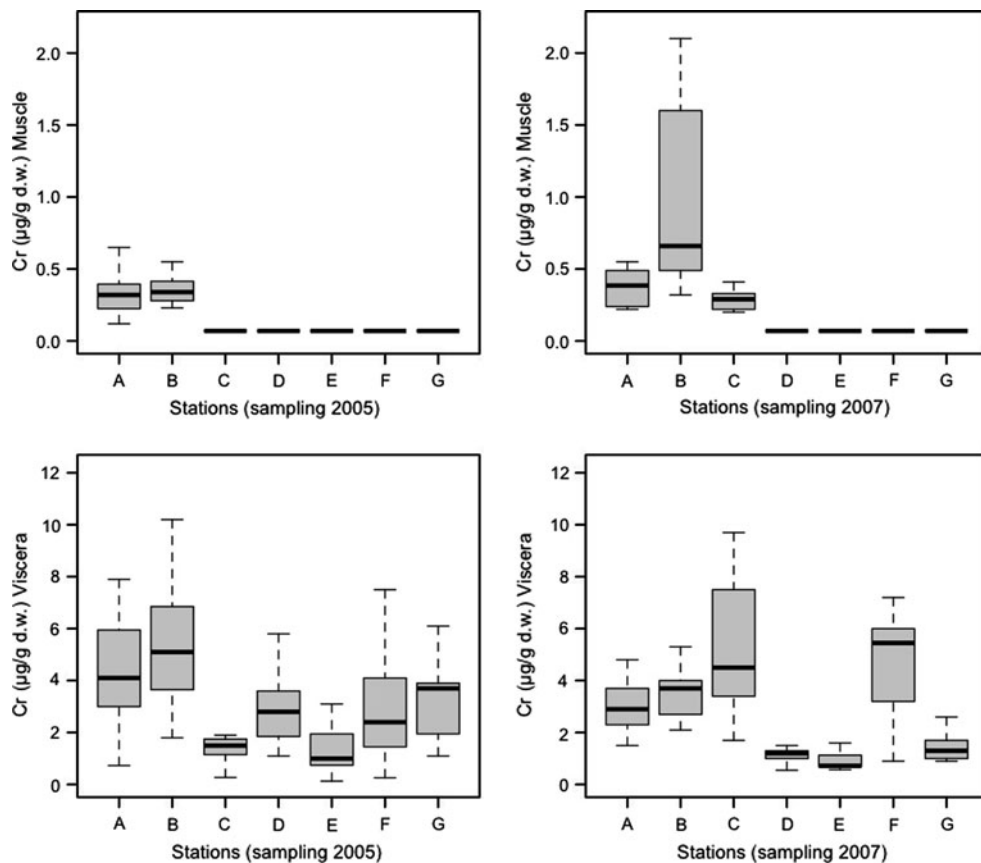 Cr (µg/g d.w.) Muscle
2.0
1.5
1.0
0.5
0.0
A B C D E F G
Stations (sampling 2005)
Cr (µg/g d.w.) Muscle
2.0
1.5
1.0
0.5
0.0
A B C D E F G
Stations (sampling 2007)
Cr (µg/g d.w.) Viscera
12
10
8
6
4
2
0
A B C D E F G
Stations (sampling 2005)
Cr (µg/g d.w.) Viscera
12
10
8
6
4
2
0
A B C D E F G
Stations (sampling 2007)